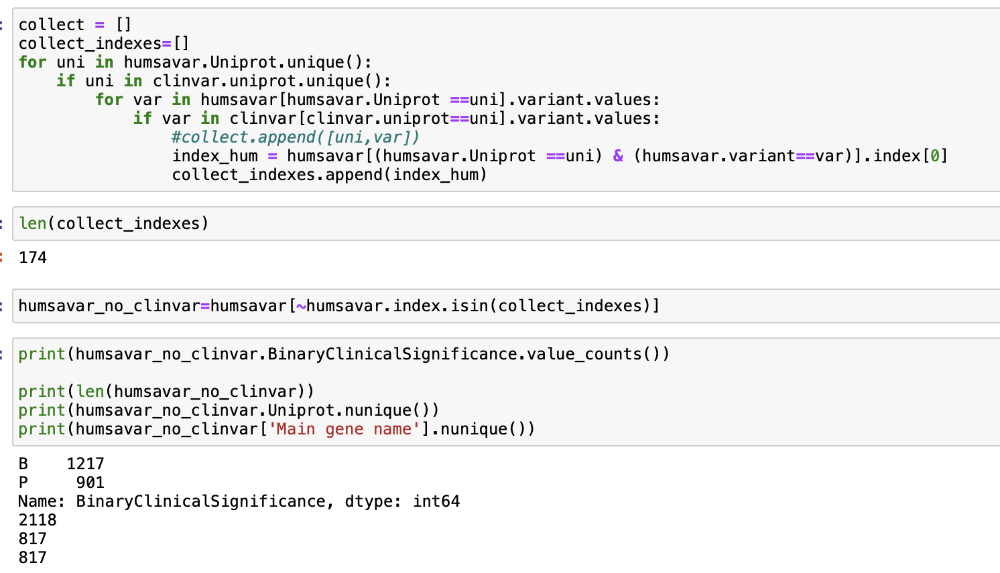 collect = []
collect_indexes=[]
for uni in humsavar.Uniprot.unique():
    if uni in clinvar.uniprot.unique():
        for var in humsavar[humsavar.Uniprot ==uni].variant.values:
            if var in clinvar[clinvar.uniprot==uni].variant.values:
                #collect.append([uni,var])
                index_hum = humsavar[(humsavar.Uniprot ==uni) & (humsavar.variant==var)].index[0]
                collect_indexes.append(index_hum)
len(collect_indexes)
174
humsavar_no_clinvar=humsavar[~humsavar.index.isin(collect_indexes)]
print(humsavar_no_clinvar.BinaryClinicalSignificance.value_counts())
print(len(humsavar_no_clinvar))
print(humsavar_no_clinvar.Uniprot.nunique())
print(humsavar_no_clinvar['Main gene name'].nunique())
B    1217
P     901
Name: BinaryClinicalSignificance, dtype: int64
2118
817
817